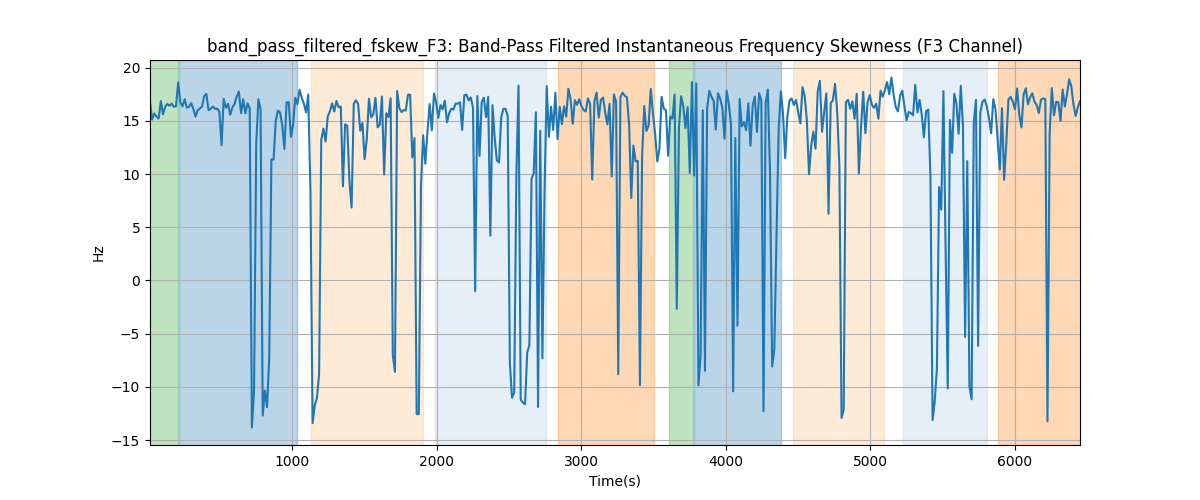 band_pass_filtered_fskew_F3: Band-Pass Filtered Instantaneous Frequency Skewness (F3 Channel)
20
15
10
5
0
−5
−10
−15
Hz
1000 2000 3000 4000 5000 6000
Time(s)